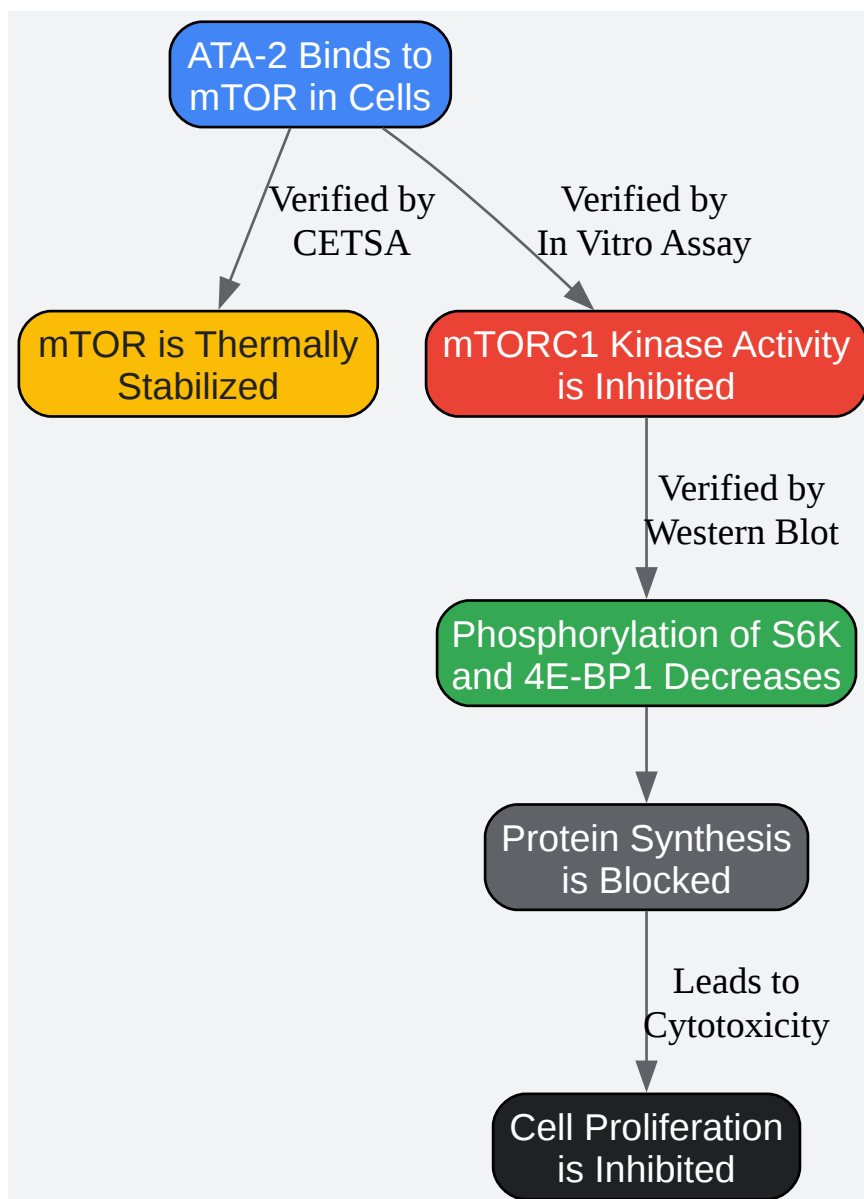 ATA-2 Binds to
mTOR in Cells
Verified by
CETSA
Verified by
In Vitro Assay
mTOR is Thermally
Stabilized
mTORC1 Kinase Activity
is Inhibited
Verified by
Western Blot
Phosphorylation of S6K
and 4E-BP1 Decreases
Protein Synthesis
is Blocked
Leads to
Cytotoxicity
Cell Proliferation
is Inhibited